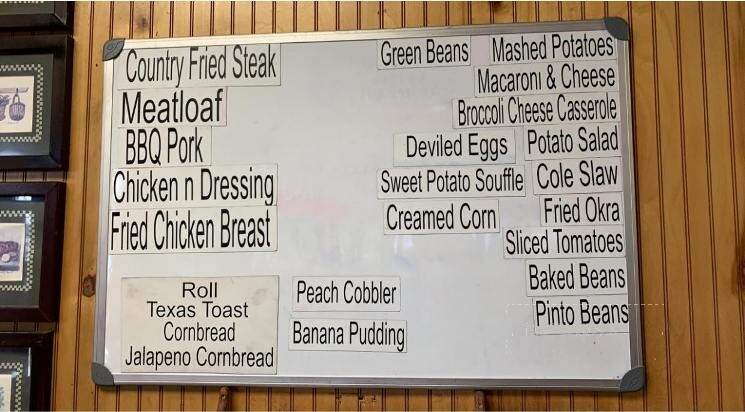 Country Fried Steak
Meatloaf
BBQ Pork
Chicken n Dressing
Fried Chicken Breast
Roll
Texas Toast
Cornbread
Jalapeno Cornbread
Peach Cobbler
Banana Pudding
Green Beans
Mashed Potatoes
Macaroni & Cheese
Broccoli Cheese Casserole
Deviled Eggs
Potato Salad
Sweet Potato Souffle
Cole Slaw
Creamed Corn
Fried Okra
Sliced Tomatoes
Baked Beans
Pinto Beans